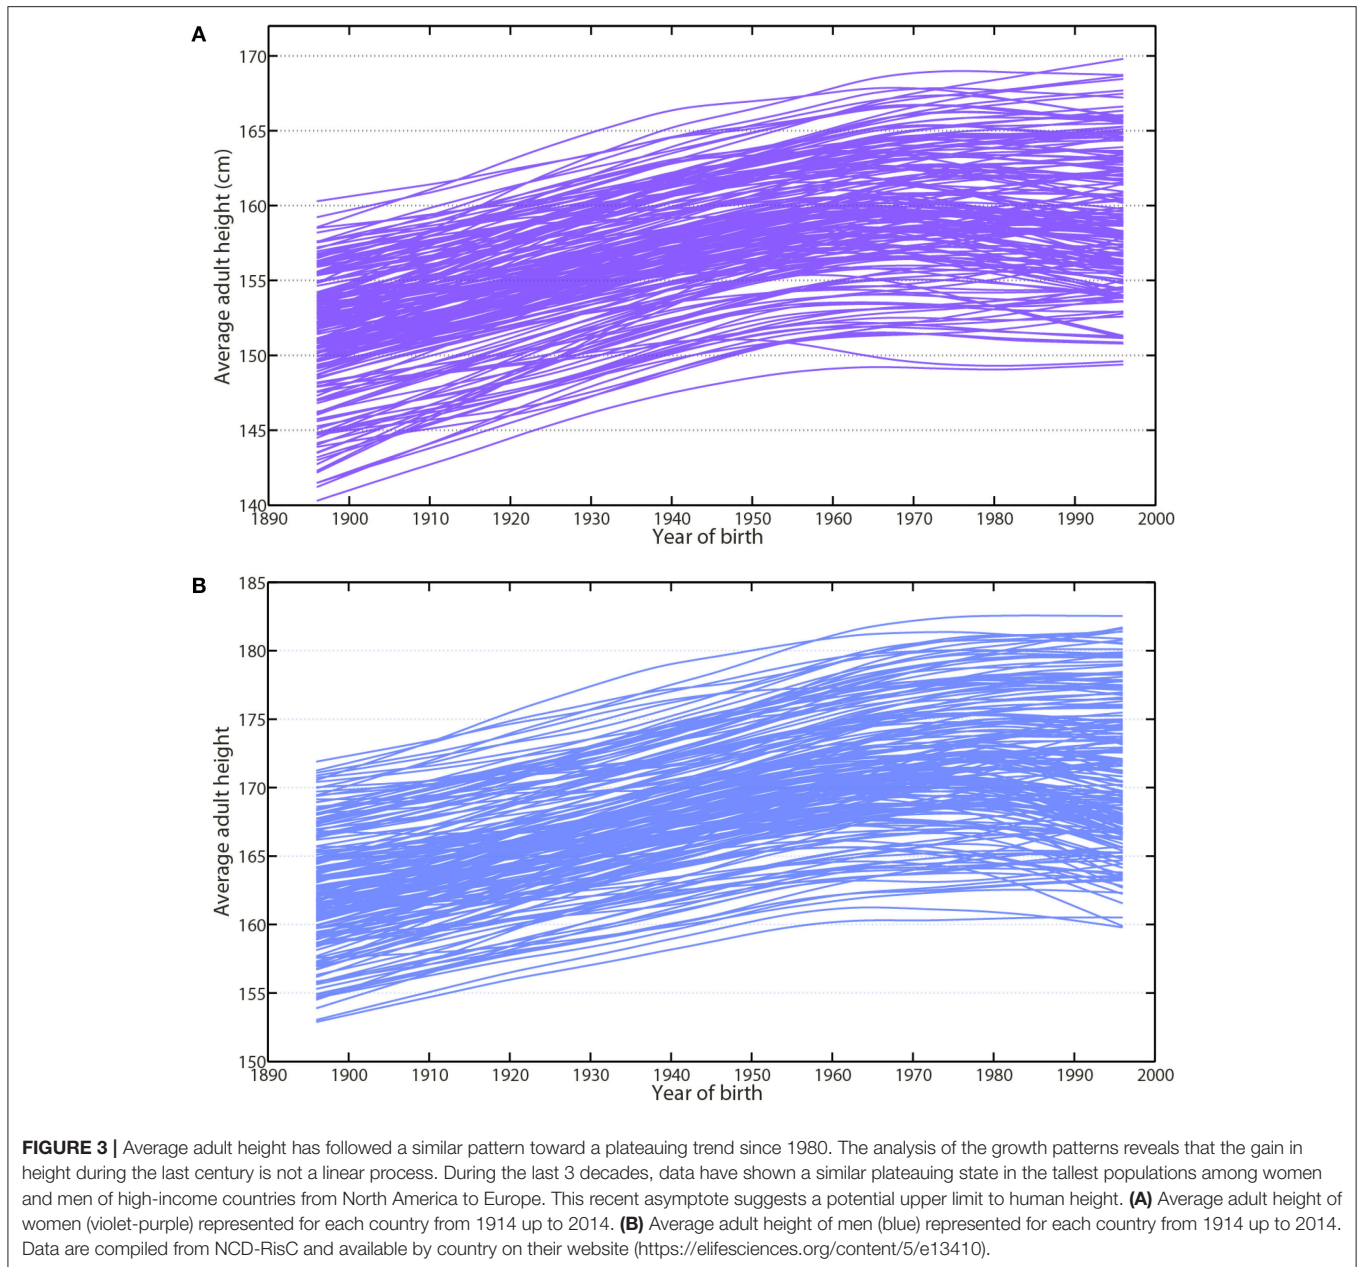 A
170
165
160
155
150
145
140
Average adult height (cm)
1890 1900 1910 1920 1930 1940 1950 1960 1970 1980 1990 2000
Year of birth
B
185
180
175
170
165
160
155
150
Average adult height
1890 1900 1910 1920 1930 1940 1950 1960 1970 1980 1990 2000
Year of birth
FIGURE 3 | Average adult height has followed a similar pattern toward a plateauing trend since 1980. The analysis of the growth patterns reveals that the gain in
height during the last century is not a linear process. During the last 3 decades, data have shown a similar plateauing state in the tallest populations among women
and men of high-income countries from North America to Europe. This recent asymptote suggests a potential upper limit to human height. (A) Average adult height of
women (violet-purple) represented for each country from 1914 up to 2014. (B) Average adult height of men (blue) represented for each country from 1914 up to 2014.
Data are compiled from NCD-RisC and available by country on their website (https://elifesciences.org/content/5/e13410).